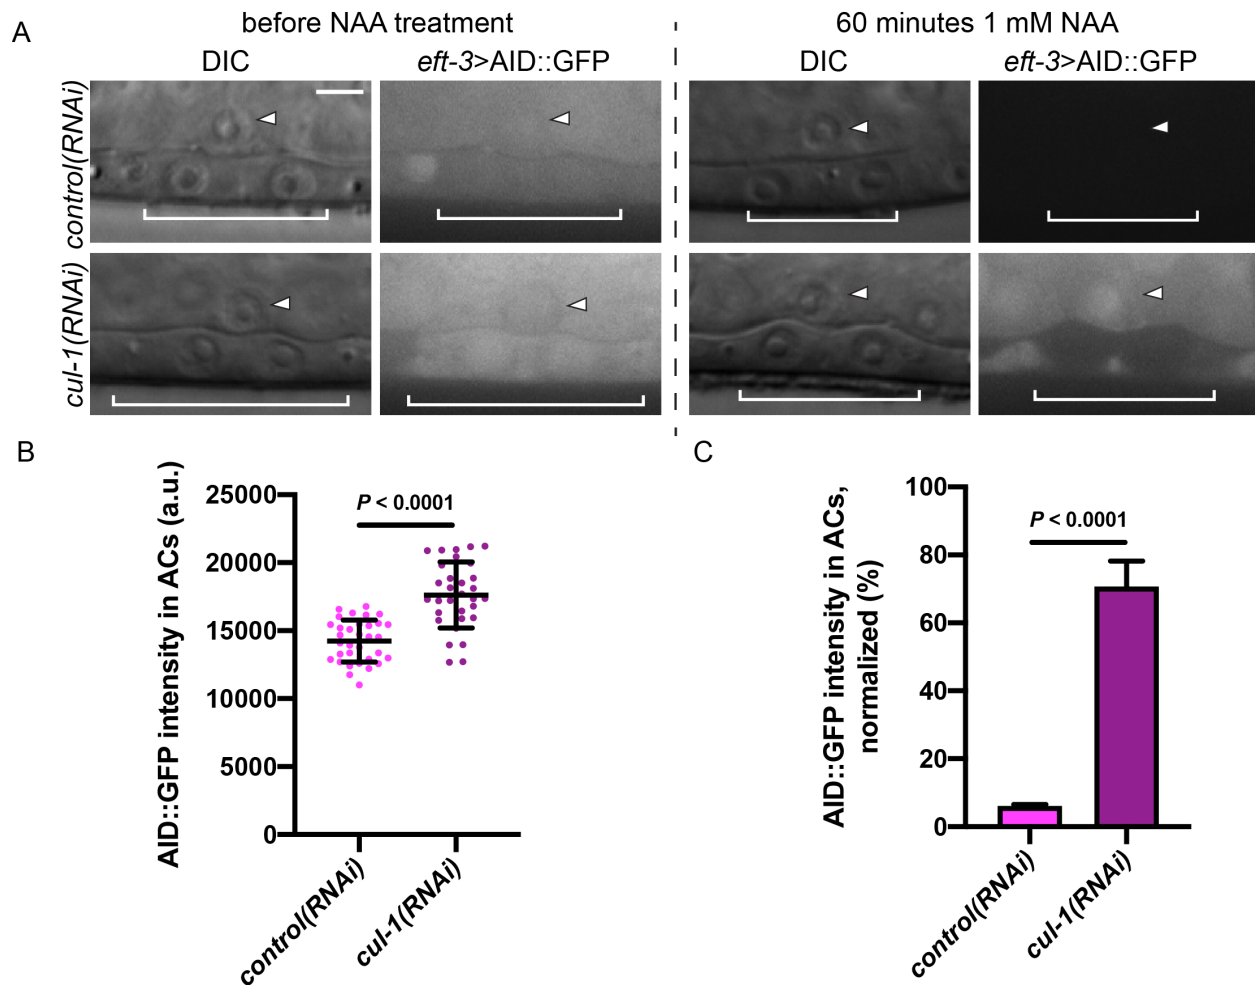 A
before NAA treatment
60 minutes 1 mM NAA
DIC
eft-3>AID::GFP
DIC
eft-3>AID::GFP
control(RNAi)
cul-1(RNAi)
B
AID::GFP intensity in ACs (a.u.)
25000
20000
15000
10000
5000
0
P < 0.0001
control(RNAi)
cul-1(RNAi)
C
AID::GFP intensity in ACs,
normalized (%)
100
80
60
40
20
0
P < 0.0001
control(RNAi)
cul-1(RNAi)